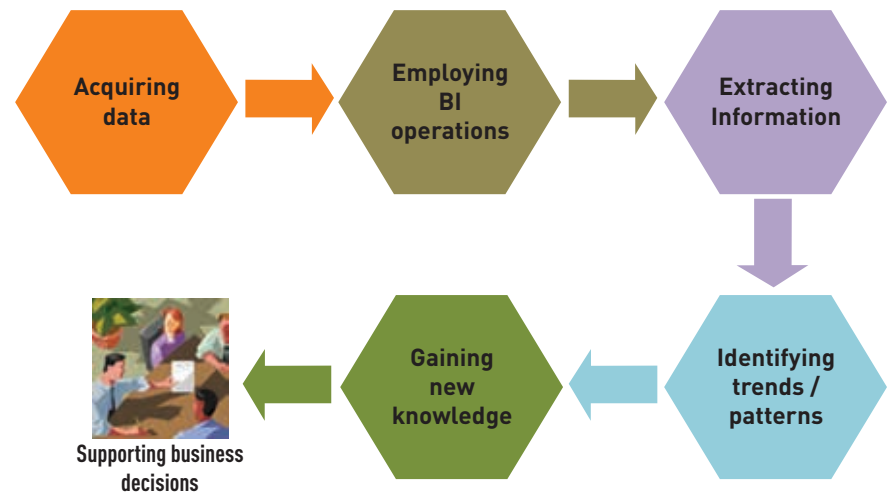 Acquiring
data
Employing
BI
operations
Extracting
Information
Identifying
trends /
patterns
Gaining
new
knowledge
Supporting business
decisions